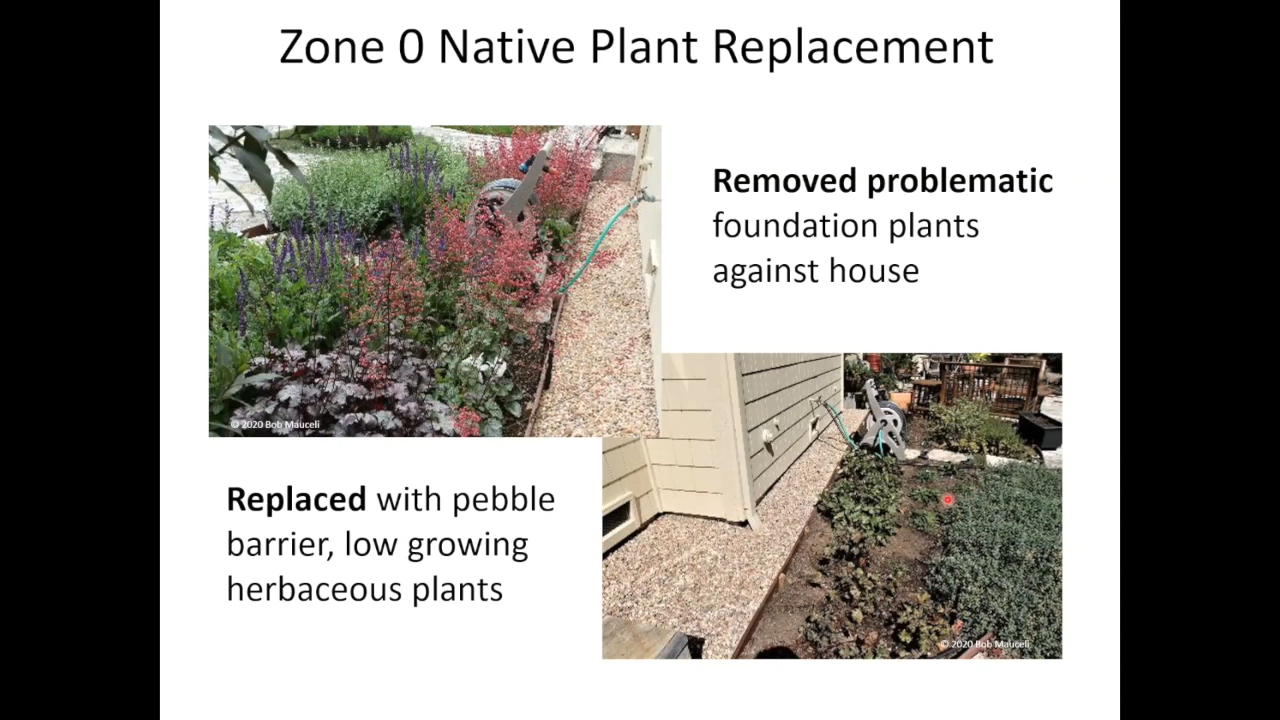 Zone 0 Native Plant Replacement
Removed problematic
foundation plants
against house
© 2020 Bob Mauceli
Replaced with pebble
barrier, low growing
herbaceous plants
© 2020 Bob Mauceli